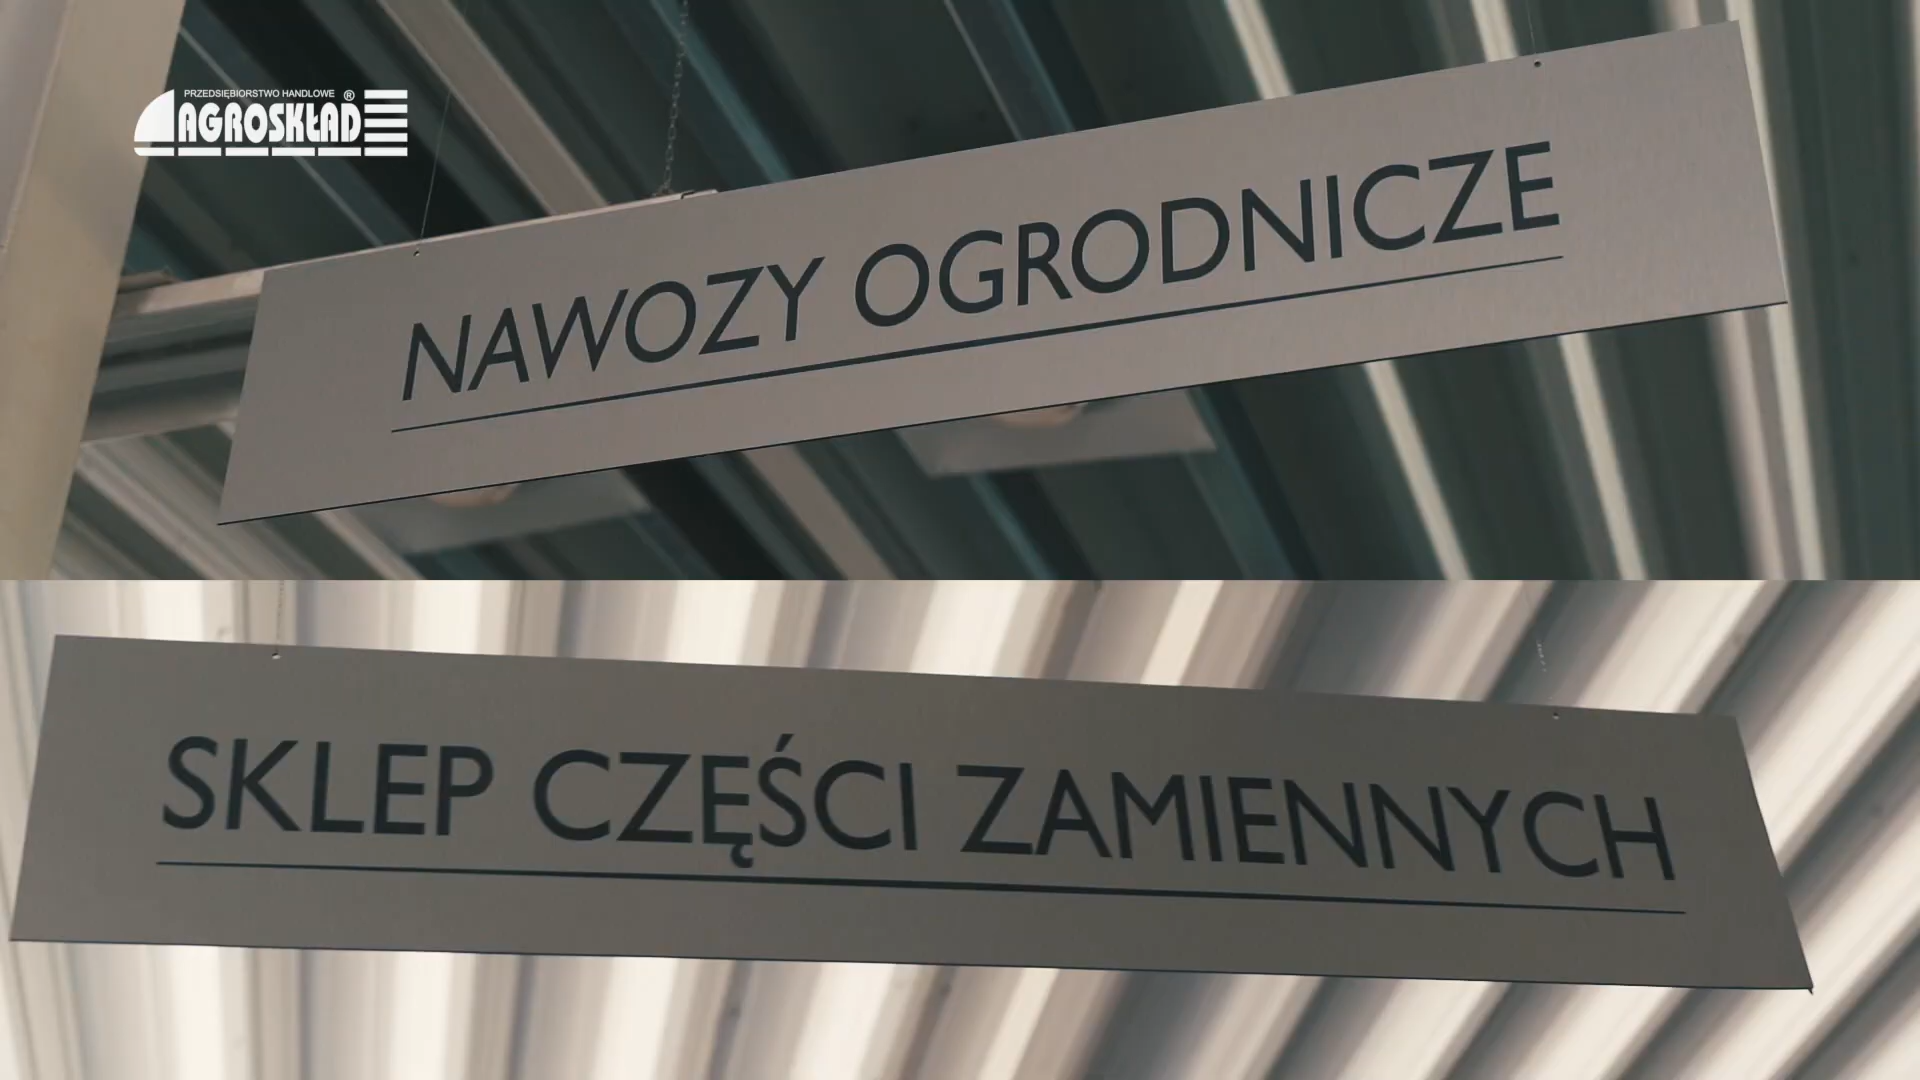 PRZEDSIĘBIORSTWO HANDLOWE ®
AGROSKŁAD
NAWOZY OGRODNICZE
SKLEP CZĘŚCI ZAMIENNYCH